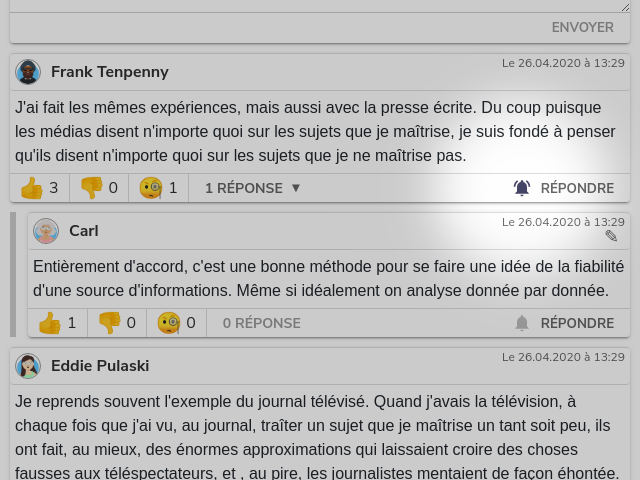 ENVOYER
Le 26.04.2020 à 13:29
Frank Tenpenny
J'ai fait les mêmes expériences, mais aussi avec la presse écrite. Du coup puisque
les médias disent n'importe quoi sur les sujets que je maîtrise, je suis fondé à penser
qu'ils disent n'importe quoi sur les sujets que je ne maîtrise pas.
3 0 1 1 RÉPONSE ▼ RÉPONDRE
Le 26.04.2020 à 13:29
Carl
Entièrement d'accord, c'est une bonne méthode pour se faire une idée de la fiabilité
d'une source d'informations. Même si idéalement on analyse donnée par donnée.
1 0 0 0 RÉPONSE RÉPONDRE
Le 26.04.2020 à 13:29
Eddie Pulaski
Je reprends souvent l'exemple du journal télévisé. Quand j'avais la télévision, à
chaque fois que j'ai vu, au journal, traîter un sujet que je maîtrise un tant soit peu, ils
ont fait, au mieux, des énormes approximations qui laissaient croire des choses
fausses aux téléspectateurs, et , au pire, les journalistes mentaient de façon éhontée.